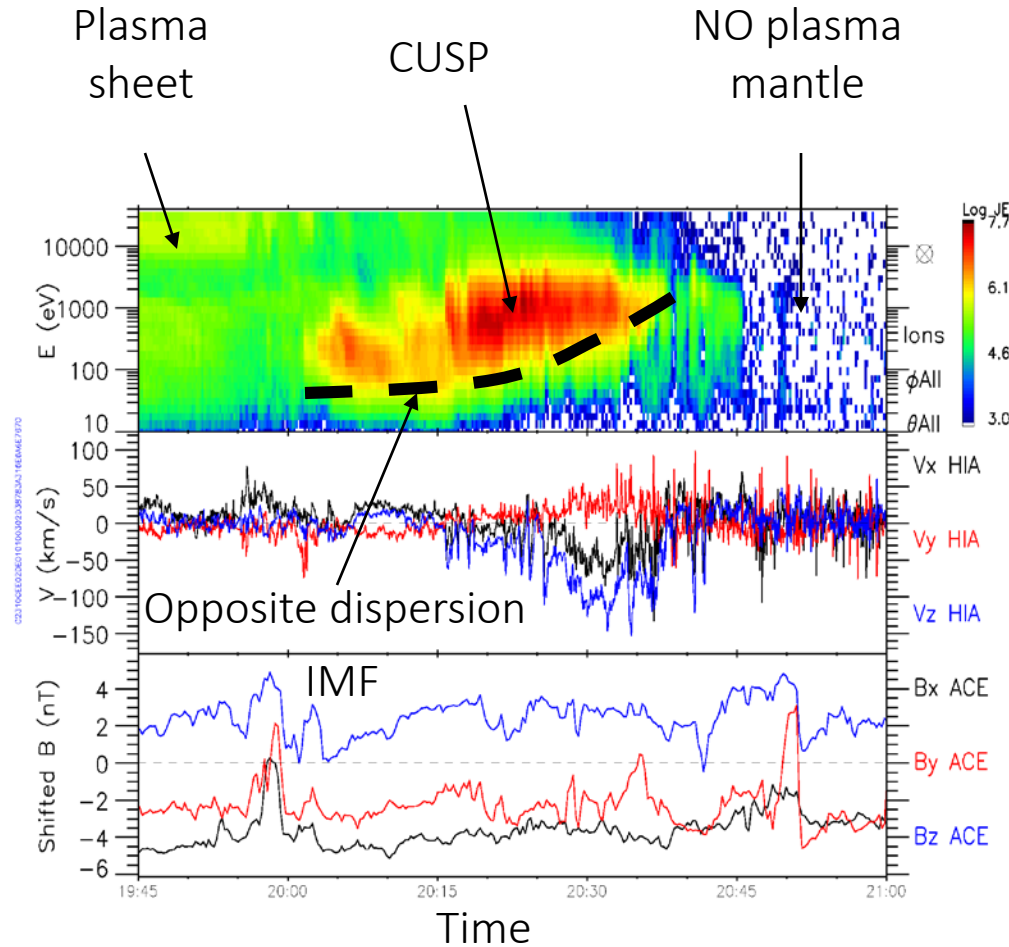 Plasma
sheet
CUSP
NO plasma
mantle
Log JE
7.7
6.1
4.6
3.0
E (eV)
10000
1000
100
10
Ions
ϕAll
θAll
V (km/s)
100
50
0
−50
−100
−150
Vx HIA
Vy HIA
Vz HIA
Opposite dispersion
IMF
Shifted B (nT)
4
2
0
−2
−4
−6
Bx ACE
By ACE
Bz ACE
19:45
20:00
20:15
20:30
20:45
21:00
Time